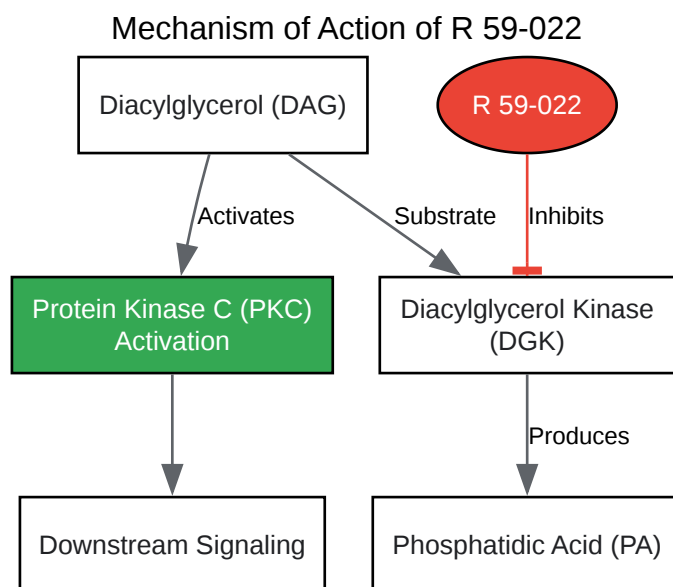 Mechanism of Action of R 59-022
Diacylglycerol (DAG)
R 59-022
Activates
Substrate
Inhibits
Protein Kinase C (PKC)
Activation
Diacylglycerol Kinase
(DGK)
Produces
Downstream Signaling
Phosphatidic Acid (PA)